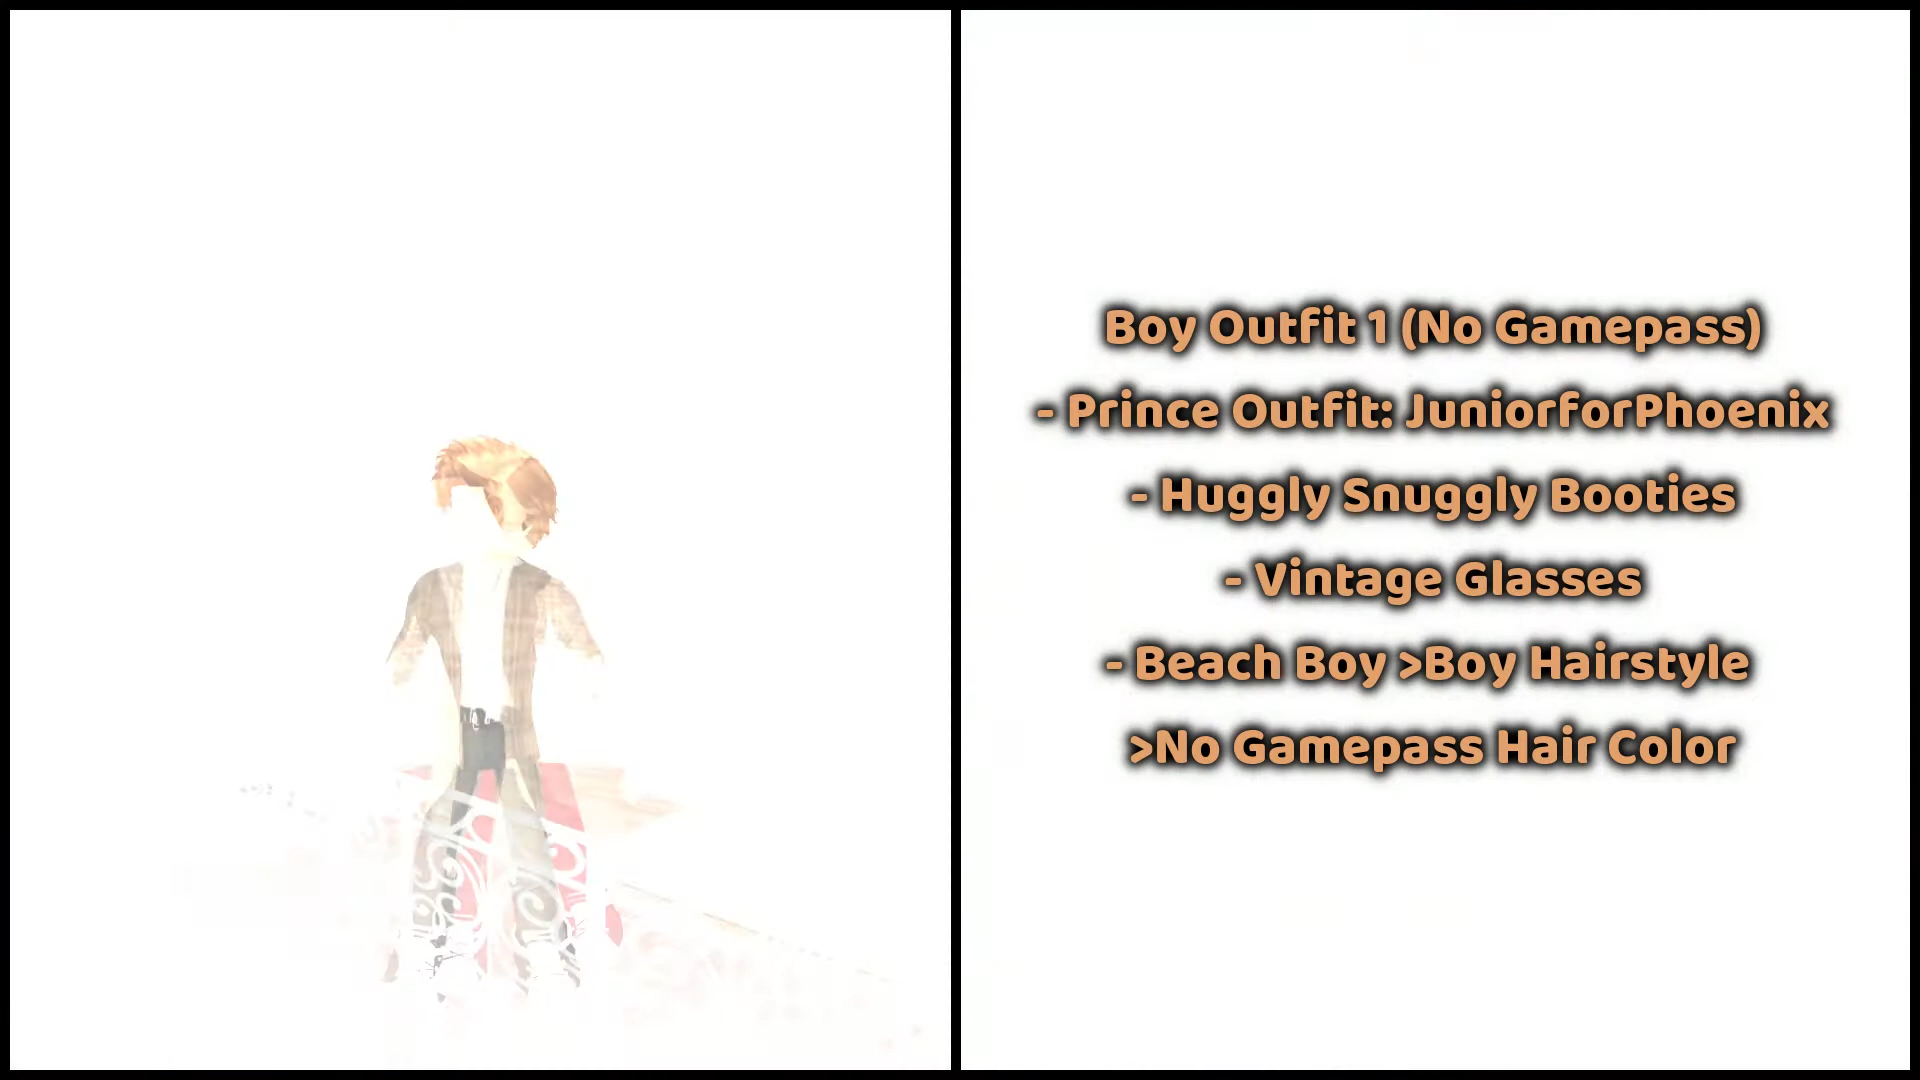 Boy Outfit 1 (No Gamepass)
- Prince Outfit: JuniorforPhoenix
- Huggly Snuggly Booties
- Vintage Glasses
- Beach Boy >Boy Hairstyle
>No Gamepass Hair Color